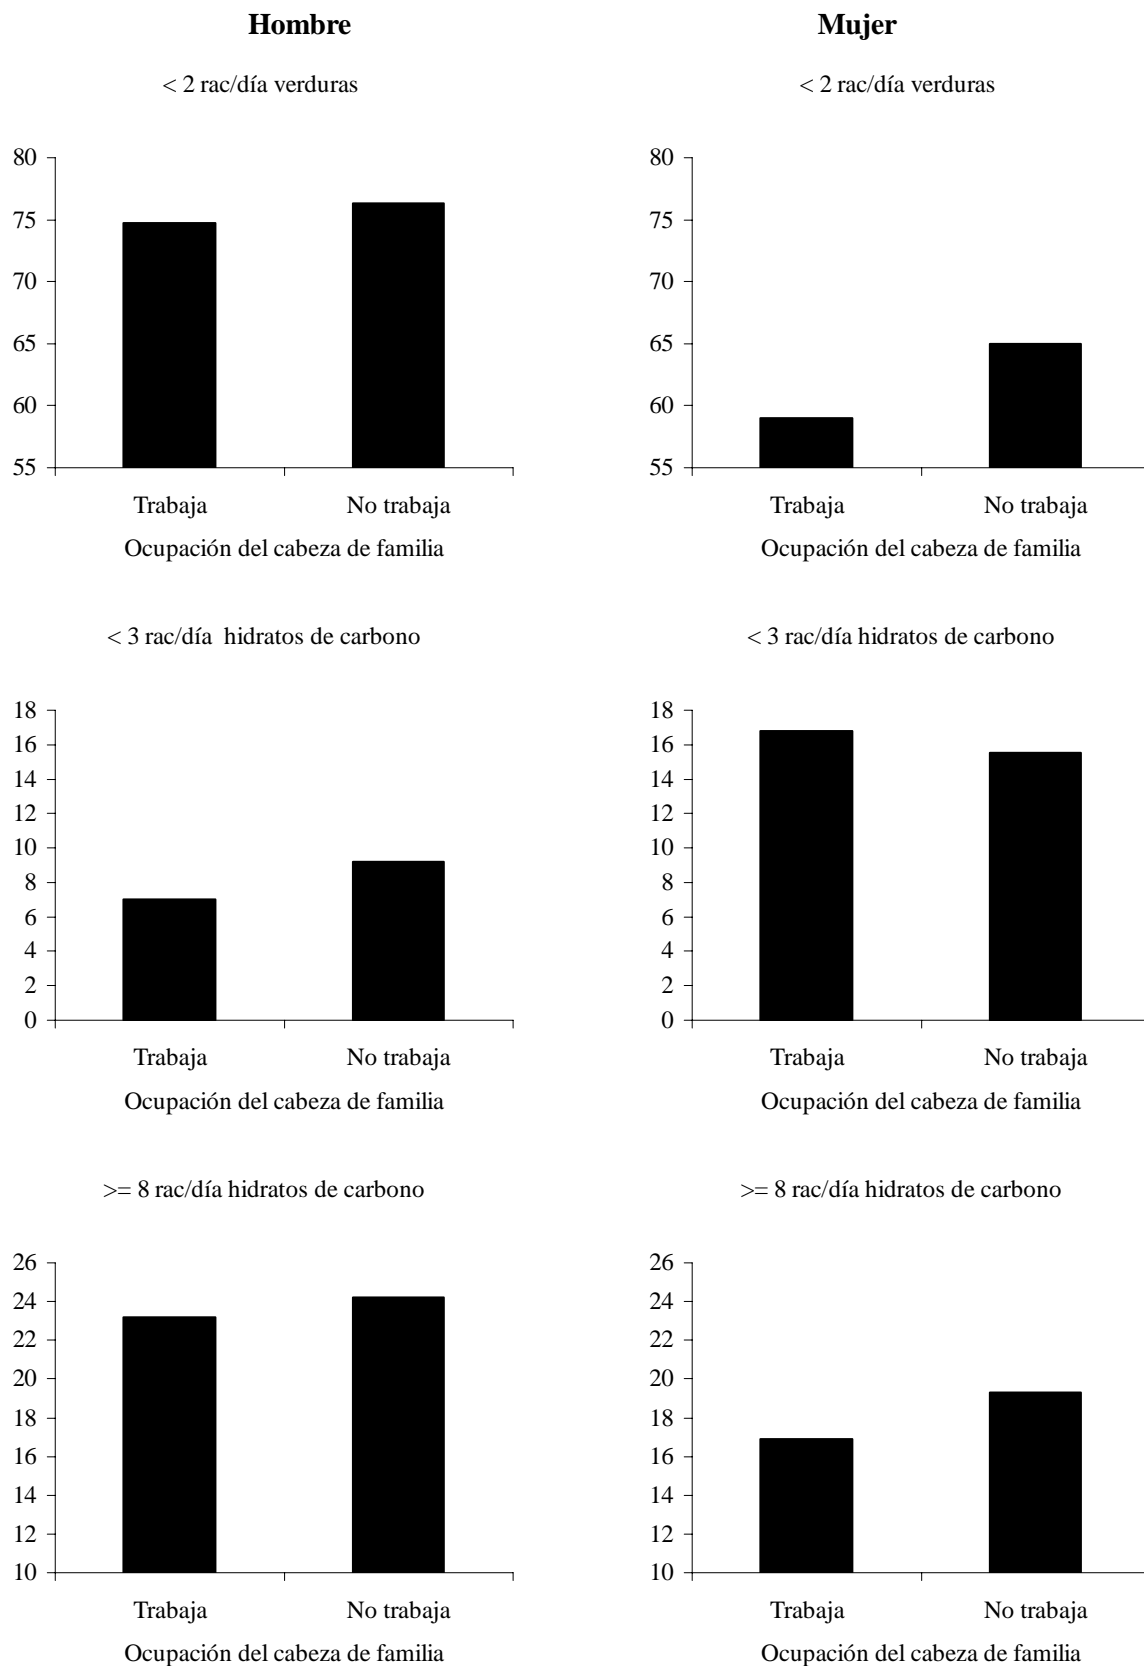 Hombre
Mujer
< 2 rac/día verduras
80
75
70
65
60
55
Trabaja No trabaja
Ocupación del cabeza de familia
< 2 rac/día verduras
80
75
70
65
60
55
Trabaja No trabaja
Ocupación del cabeza de familia
< 3 rac/día hidratos de carbono
18
16
14
12
10
8
6
4
2
0
Trabaja No trabaja
Ocupación del cabeza de familia
< 3 rac/día hidratos de carbono
18
16
14
12
10
8
6
4
2
0
Trabaja No trabaja
Ocupación del cabeza de familia
>= 8 rac/día hidratos de carbono
26
24
22
20
18
16
14
12
10
Trabaja No trabaja
Ocupación del cabeza de familia
>= 8 rac/día hidratos de carbono
26
24
22
20
18
16
14
12
10
Trabaja No trabaja
Ocupación del cabeza de familia